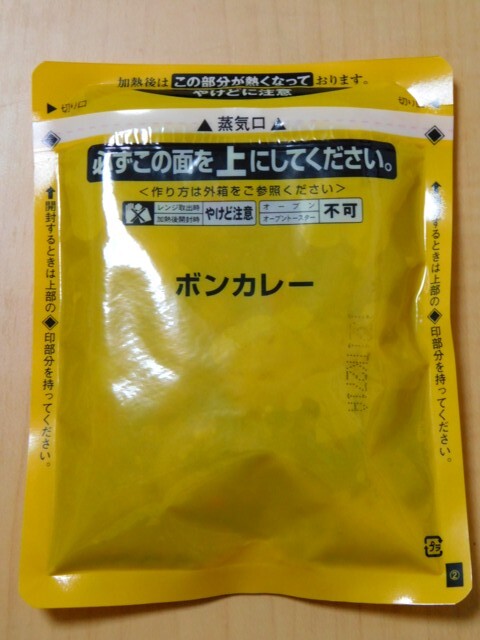 加熱後はこの部分が熱くなっております。
やけどに注意
▶切り口
切り口
▲蒸気口▲
必ずこの面を上にしてください。
<作り方は外箱をご参照ください>
レンジ取出時
加熱後開封時
やけど注意
オーブン
オーブントースター
不可
ボンカレー
↑開封するときは上部の◈印部分を持ってください。
↑開封するときは上部の◈印部分を持ってください。
プラ
②